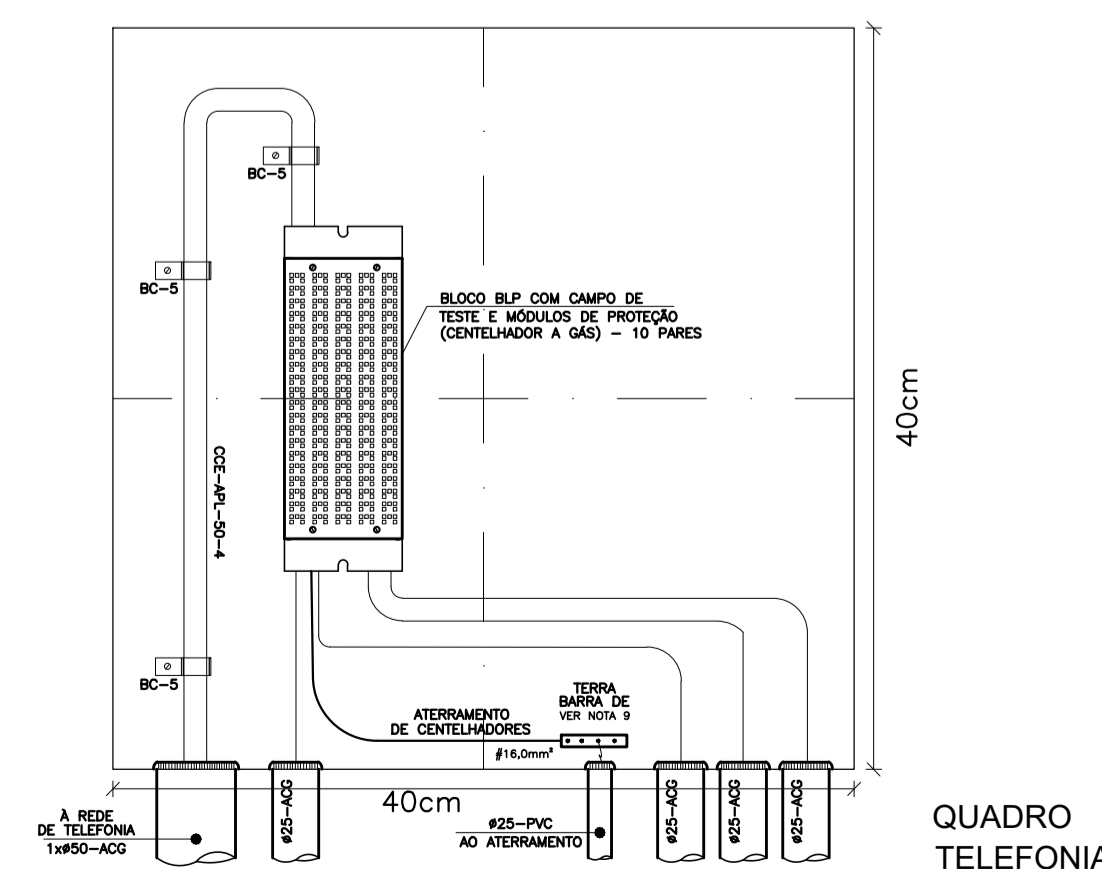 BC-5
BC-5
BLOCO BLP COM CAMPO DE
TESTE E MÓDULOS DE PROTEÇÃO
(CENTELHADOR A GÁS) - 10 PARES
40cm
CCE-APL-50-4
BC-5
TERRA
BARRA DE
VER NOTA 9
ATERRAMENTO
DE CENTELHADORES
#16,0mm²
40cm
À REDE
DE TELEFONIA
1xø50-ACG
ø25-ACG
ø25-PVC
AO ATERRAMENTO
ø25-ACG
ø25-ACG
ø25-ACG
QUADRO
TELEFONIA